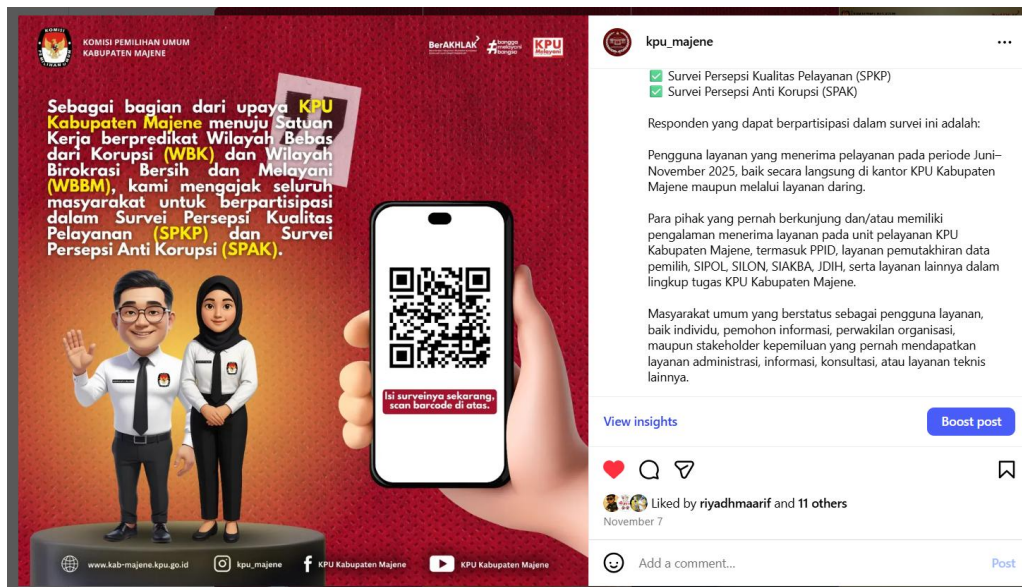 KOMISI PEMILIHAN UMUM
KABUPATEN MAJENE
BerAKHLAK
#bangga
melayani
bangsa
KPU
Melayani
Sebagai bagian dari upaya KPU
Kabupaten Majene menuju Satuan
Kerja berpredikat Wilayah Bebas
dari Korupsi (WBK) dan Wilayah
Birokrasi Bersih dan Melayani
(WBBM), kami mengajak seluruh
masyarakat untuk berpartisipasi
dalam Survei Persepsi Kualitas
Pelayanan (SPKP) dan Survei
Persepsi Anti Korupsi (SPAK).
Isi surveinya sekarang,
scan barcode di atas.
www.kab-majene.kpu.go.id
kpu_majene
KPU Kabupaten Majene
KPU Kabupaten Majene
kpu_majene
✅ Survei Persepsi Kualitas Pelayanan (SPKP)
✅ Survei Persepsi Anti Korupsi (SPAK)
Responden yang dapat berpartisipasi dalam survei ini adalah:
Pengguna layanan yang menerima pelayanan pada periode Juni–
November 2025, baik secara langsung di kantor KPU Kabupaten
Majene maupun melalui layanan daring.
Para pihak yang pernah berkunjung dan/atau memiliki
pengalaman menerima layanan pada unit pelayanan KPU
Kabupaten Majene, termasuk PPID, layanan pemutakhiran data
pemilih, SIPOL, SILON, SIAKBA, JDIH, serta layanan lainnya dalam
lingkup tugas KPU Kabupaten Majene.
Masyarakat umum yang berstatus sebagai pengguna layanan,
baik individu, pemohon informasi, perwakilan organisasi,
maupun stakeholder kepemiluan yang pernah mendapatkan
layanan administrasi, informasi, konsultasi, atau layanan teknis
lainnya.
View insights
Boost post
Liked by riyadhmaarif and 11 others
November 7
Add a comment...
Post